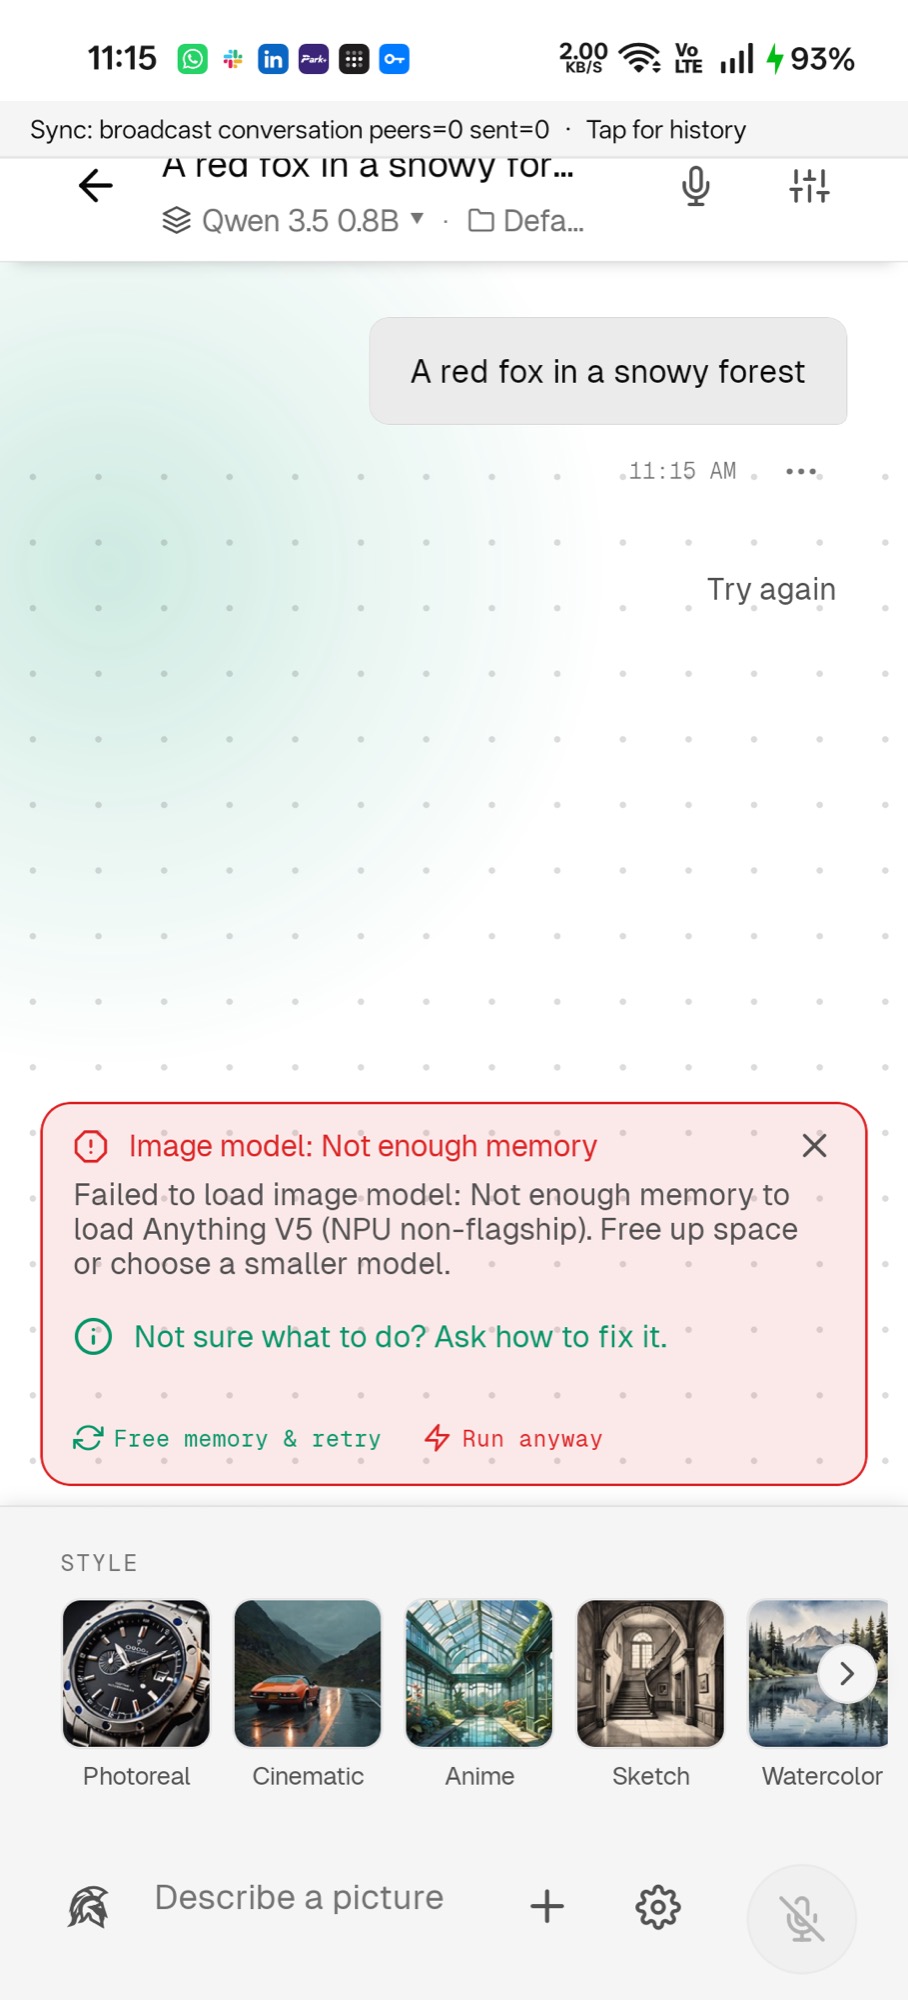 11:15
Park+
2.00 KB/S
Vo LTE
93%
Sync: broadcast conversation peers=0 sent=0 · Tap for history
A red fox in a snowy for...
Qwen 3.5 0.8B ▼ · Defa...
A red fox in a snowy forest
11:15 AM
Try again
Image model: Not enough memory
Failed to load image model: Not enough memory to
load Anything V5 (NPU non-flagship). Free up space
or choose a smaller model.
Not sure what to do? Ask how to fix it.
Free memory & retry
Run anyway
STYLE
Photoreal
Cinematic
Anime
Sketch
Watercolor
Describe a picture